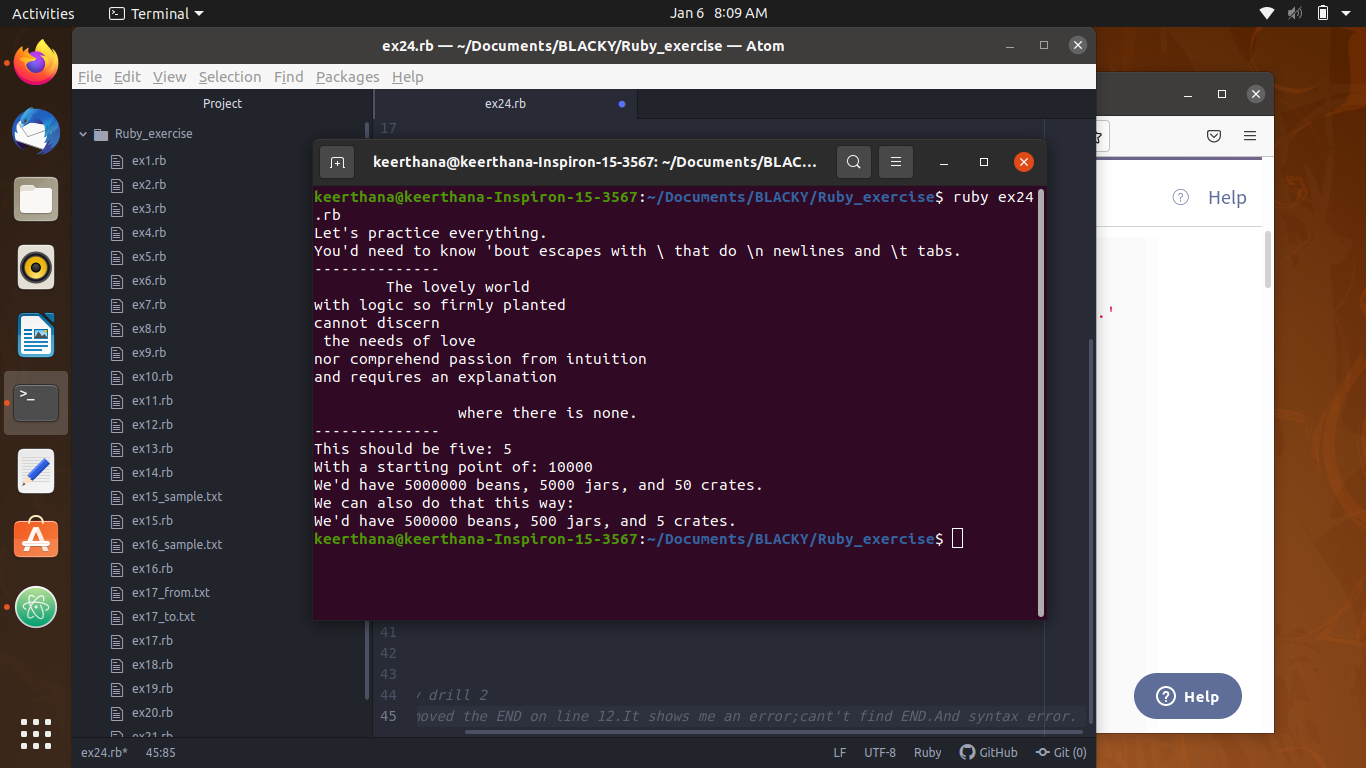 Activities
Terminal
Jan 6 8:09 AM
ex24.rb — ~/Documents/BLACKY/Ruby_exercise — Atom
File Edit View Selection Find Packages Help
Project
ex24.rb
Ruby_exercise
ex1.rb
ex2.rb
ex3.rb
ex4.rb
ex5.rb
ex6.rb
ex7.rb
ex8.rb
ex9.rb
ex10.rb
ex11.rb
ex12.rb
ex13.rb
ex14.rb
ex15_sample.txt
ex15.rb
ex16_sample.txt
ex16.rb
ex17_from.txt
ex17_to.txt
ex17.rb
ex18.rb
ex19.rb
ex20.rb
ex21.rb
17
keerthana@keerthana-Inspiron-15-3567: ~/Documents/BLAC...
keerthana@keerthana-Inspiron-15-3567:~/Documents/BLACKY/Ruby_exercise$ ruby ex24
.rb
Let's practice everything.
You'd need to know 'bout escapes with \ that do \n newlines and \t tabs.
--------------
The lovely world
with logic so firmly planted
cannot discern
the needs of love
nor comprehend passion from intuition
and requires an explanation
where there is none.
--------------
This should be five: 5
With a starting point of: 10000
We'd have 5000000 beans, 5000 jars, and 50 crates.
We can also do that this way:
We'd have 500000 beans, 500 jars, and 5 crates.
keerthana@keerthana-Inspiron-15-3567:~/Documents/BLACKY/Ruby_exercise$
41
42
43
44 drill 2
45 moved the END on line 12.It shows me an error;cant't find END.And syntax error.
ex24.rb* 45:85 LF UTF-8 Ruby GitHub Git (0)
Help
.'
Help